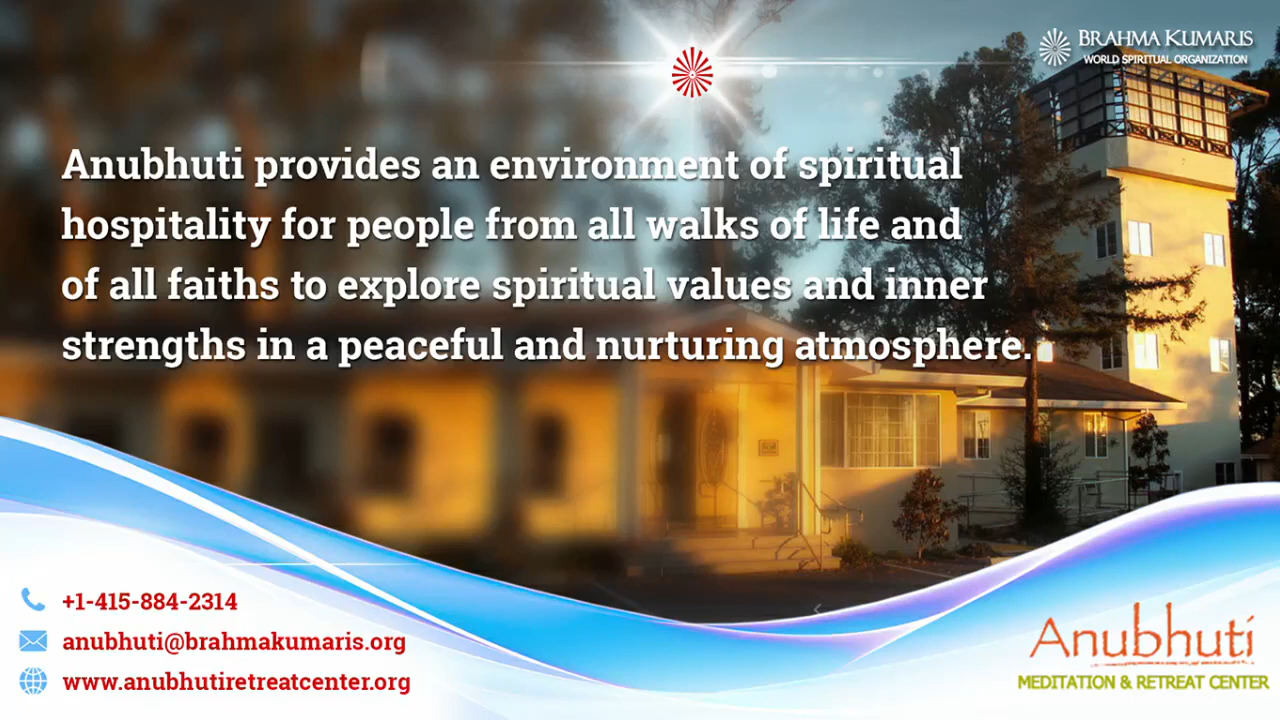 BRAHMA KUMARIS
WORLD SPIRITUAL ORGANIZATION
Anubhuti provides an environment of spiritual
hospitality for people from all walks of life and
of all faiths to explore spiritual values and inner
strengths in a peaceful and nurturing atmosphere.
+1-415-884-2314
anubhuti@brahmakumaris.org
www.anubhutiretreatcenter.org
Anubhuti
MEDITATION & RETREAT CENTER